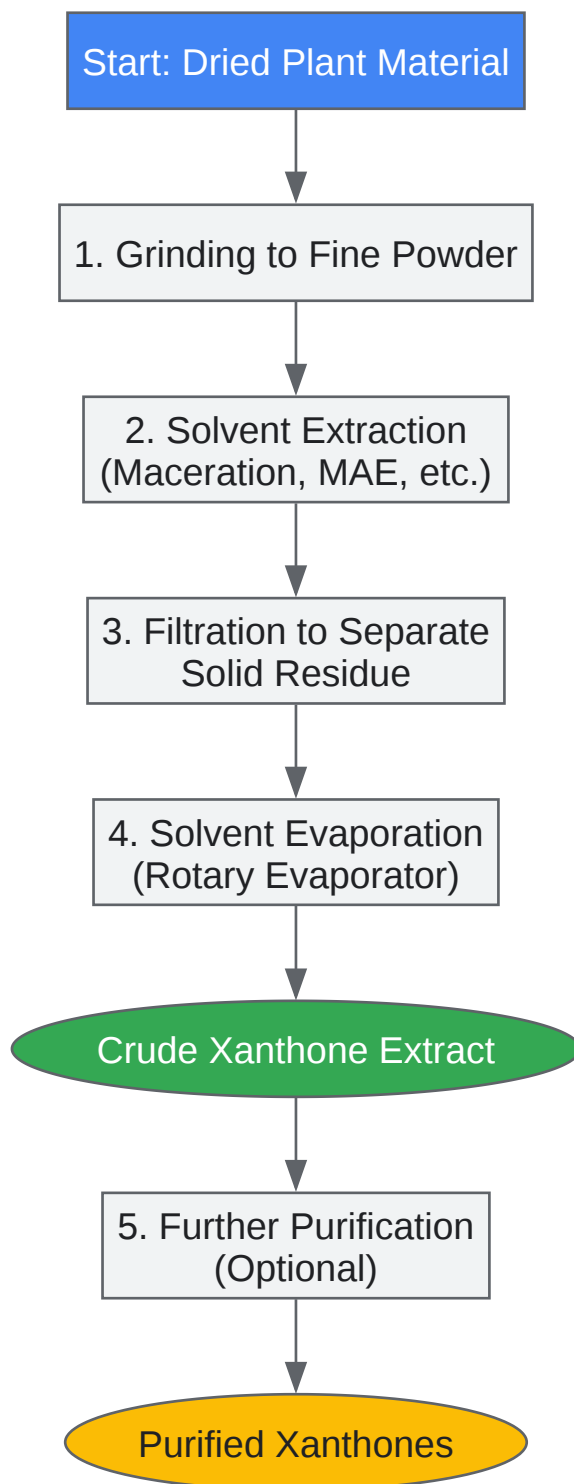 Start: Dried Plant Material
1. Grinding to Fine Powder
2. Solvent Extraction
(Maceration, MAE, etc.)
3. Filtration to Separate
Solid Residue
4. Solvent Evaporation
(Rotary Evaporator)
Crude Xanthone Extract
5. Further Purification
(Optional)
Purified Xanthones